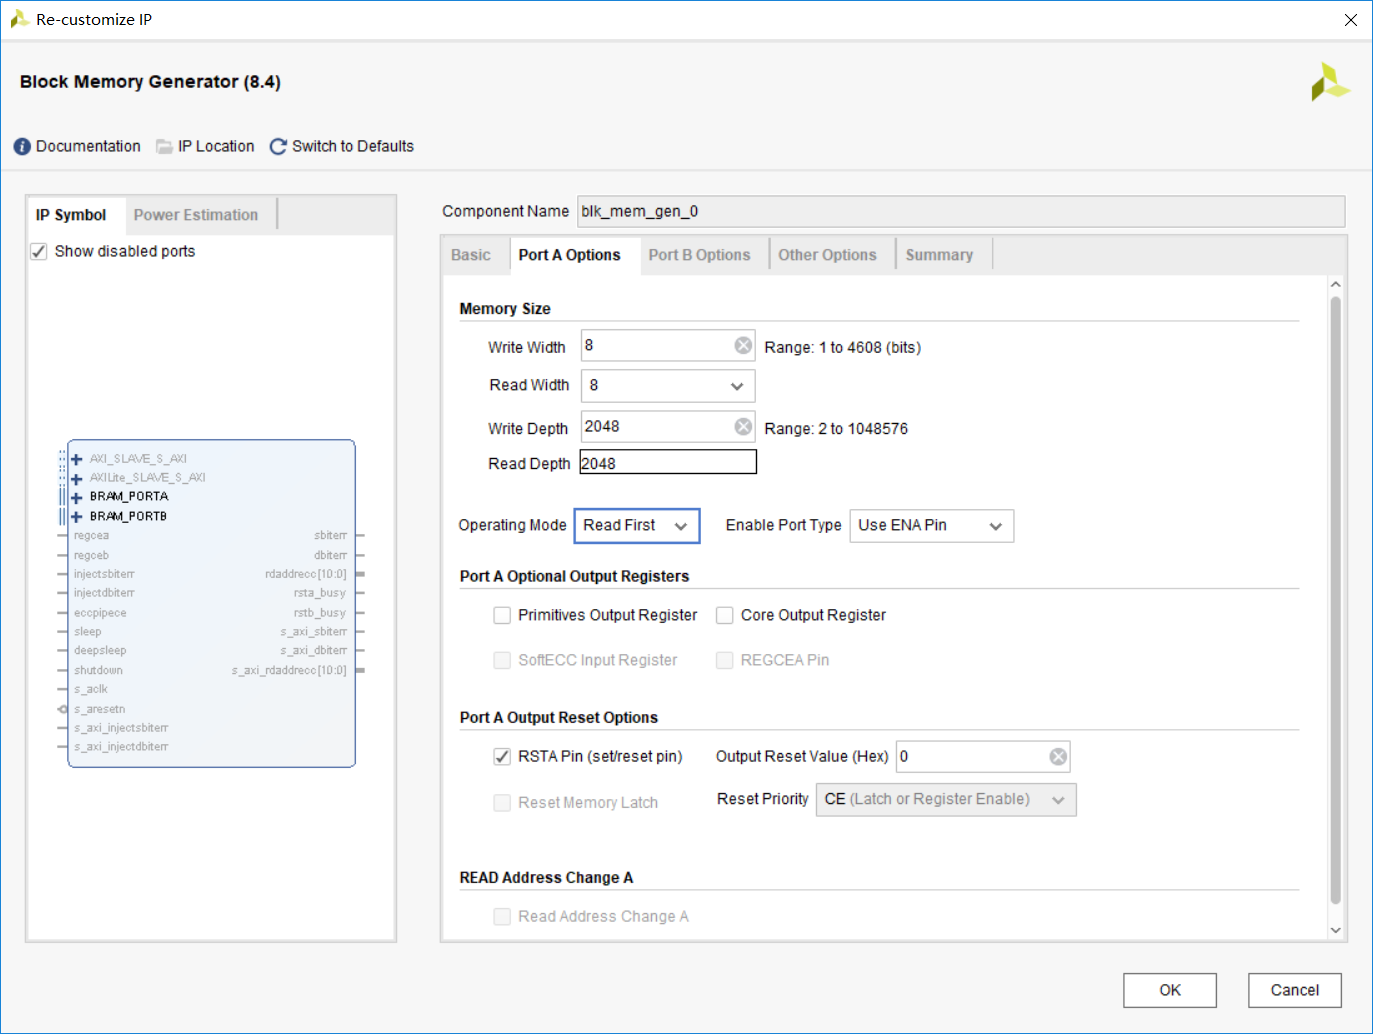 Re-customize IP
Block Memory Generator (8.4)
Documentation IP Location Switch to Defaults
IP Symbol Power Estimation
Show disabled ports
AXI_SLAVE_S_AXI
AXILite_SLAVE_S_AXI
BRAM_PORTA
BRAM_PORTB
regcea sbiterr
regceb dbiterr
injectsbiterr rdaddrecc[10:0]
injectdbiterr rsta_busy
eccpipece rstb_busy
sleep s_axi_sbiterr
deepsleep s_axi_dbiterr
shutdown s_axi_rdaddrecc[10:0]
s_aclk
s_aresetn
s_axi_injectsbiterr
s_axi_injectdbiterr
Component Name blk_mem_gen_0
Basic Port A Options Port B Options Other Options Summary
Memory Size
Write Width 8 Range: 1 to 4608 (bits)
Read Width 8
Write Depth 2048 Range: 2 to 1048576
Read Depth 2048
Operating Mode Read First Enable Port Type Use ENA Pin
Port A Optional Output Registers
Primitives Output Register Core Output Register
SoftECC Input Register REGCEA Pin
Port A Output Reset Options
RSTA Pin (set/reset pin) Output Reset Value (Hex) 0
Reset Memory Latch Reset Priority CE (Latch or Register Enable)
READ Address Change A
Read Address Change A
OK Cancel